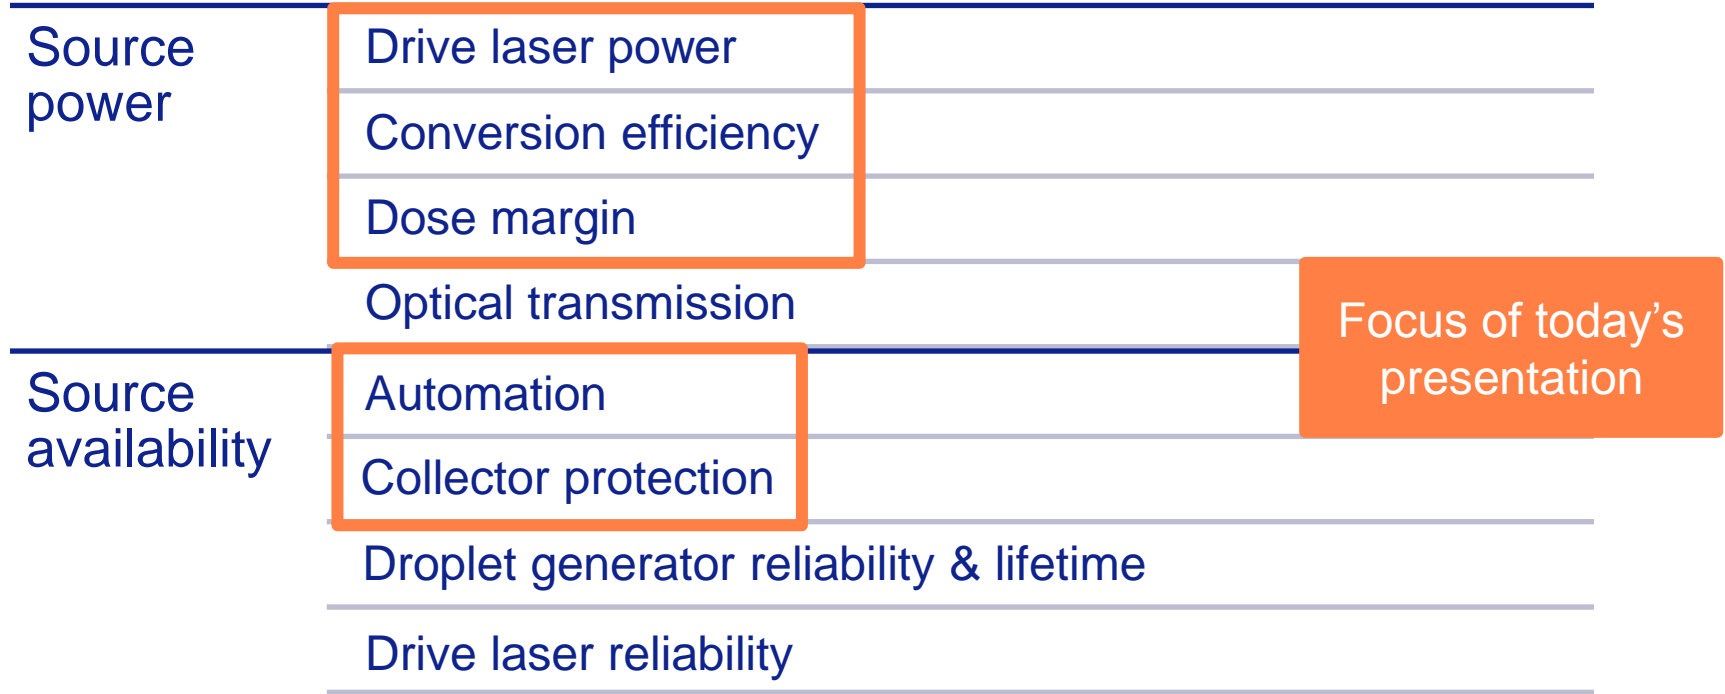 Source
power
Drive laser power
Conversion efficiency
Dose margin
Optical transmission
Source
availability
Automation
Collector protection
Droplet generator reliability & lifetime
Drive laser reliability
Focus of today’s
presentation